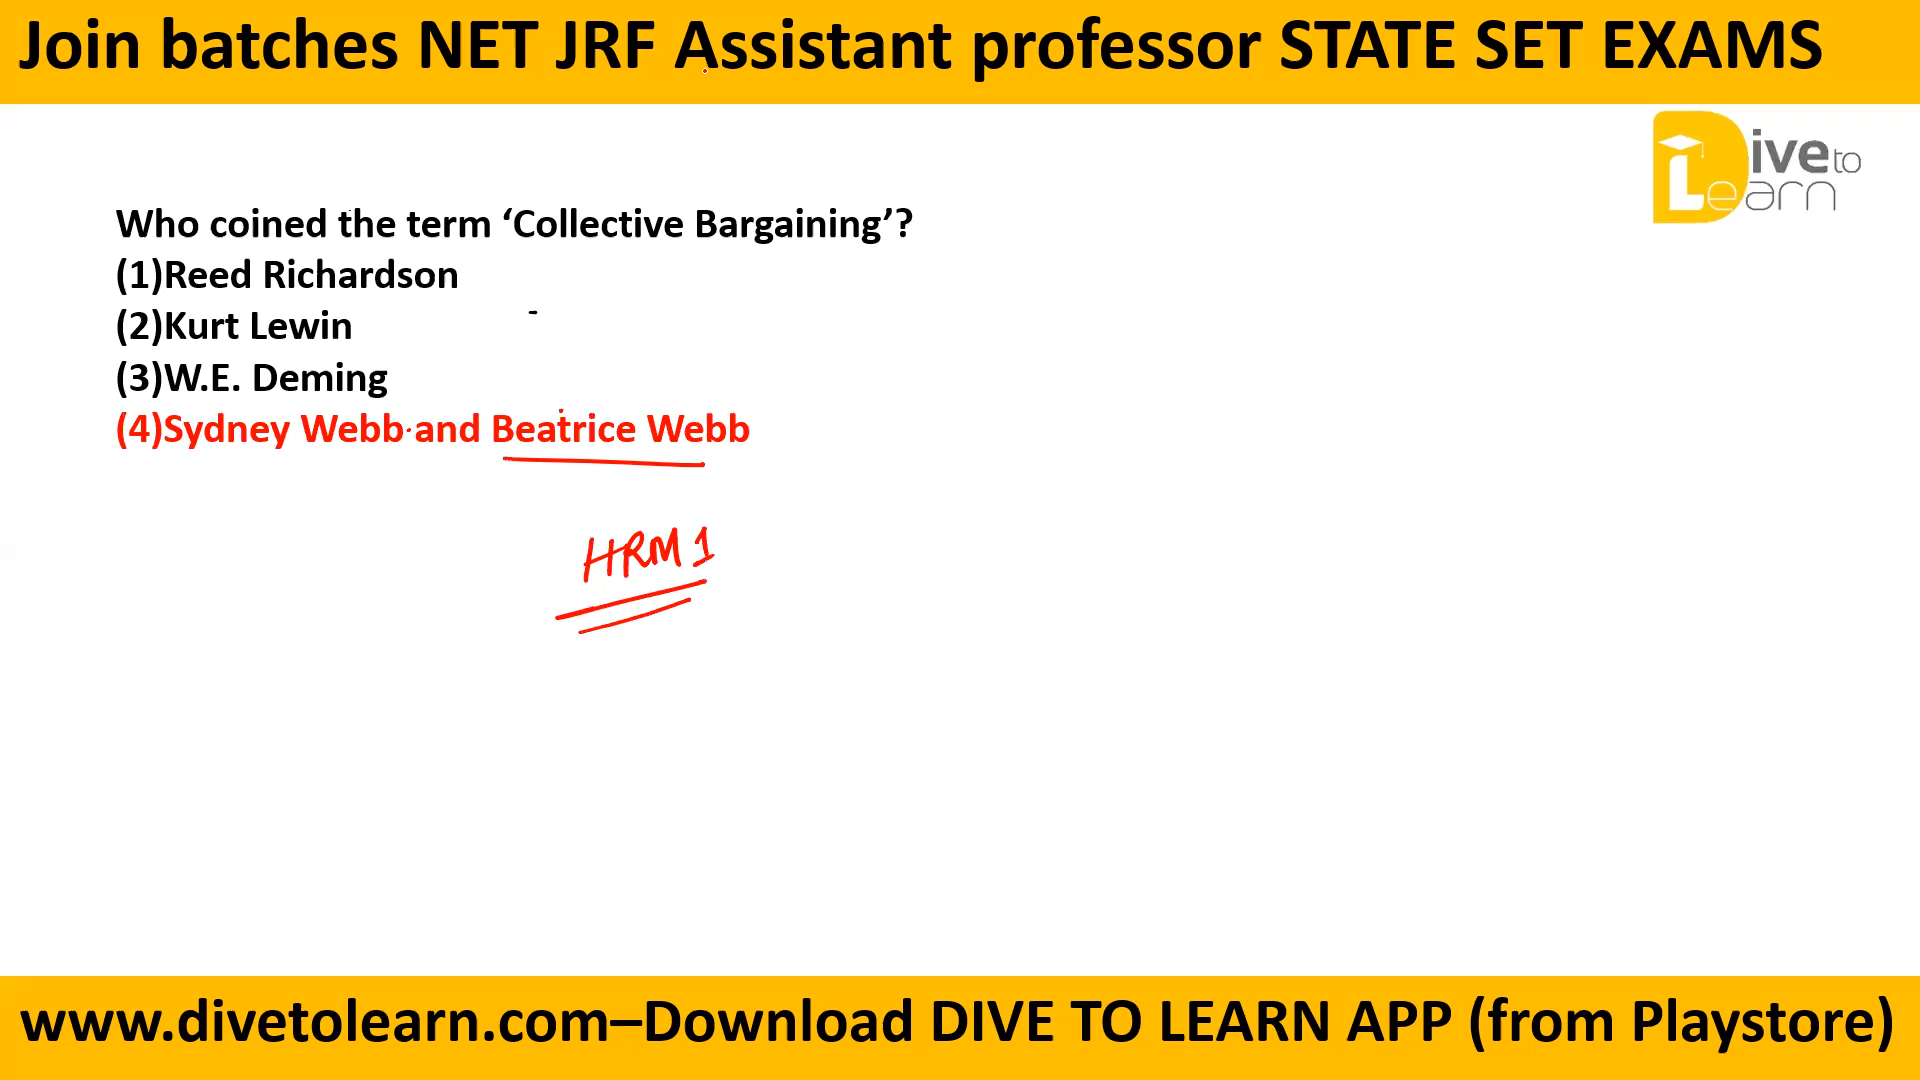 Join batches NET JRF Assistant professor STATE SET EXAMS
Dive to
Learn
Who coined the term ‘Collective Bargaining’?
(1)Reed Richardson
(2)Kurt Lewin
(3)W.E. Deming
(4)Sydney Webb and Beatrice Webb
HRM 1
www.divetolearn.com–Download DIVE TO LEARN APP (from Playstore)